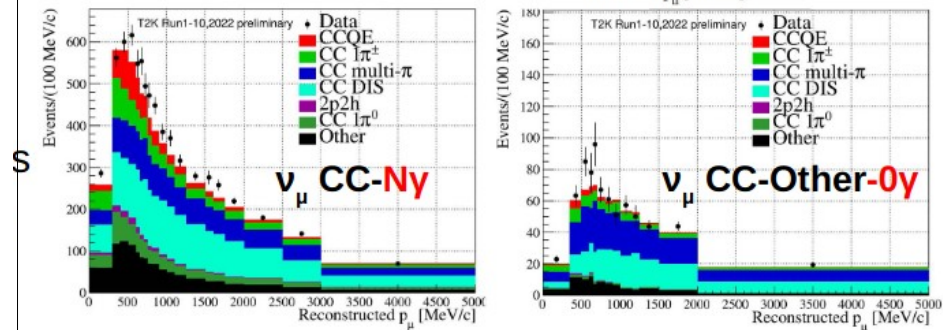 s
Events/(100 MeV/c)
T2K Run1-10,2022 preliminary
Data
CCQE
CC 1π±
CC multi-π
CC DIS
2p2h
CC 1π⁰
Other
νμ CC-Nγ
600
500
400
300
200
100
0
0 500 1000 1500 2000 2500 3000 3500 4000 4500 5000
Reconstructed pμ [MeV/c]
Events/(100 MeV/c)
T2K Run1-10,2022 preliminary
Data
CCQE
CC 1π±
CC multi-π
CC DIS
2p2h
CC 1π⁰
Other
νμ CC-Other-0γ
180
160
140
120
100
80
60
40
20
0
0 500 1000 1500 2000 2500 3000 3500 4000 4500 5000
Reconstructed pμ [MeV/c]